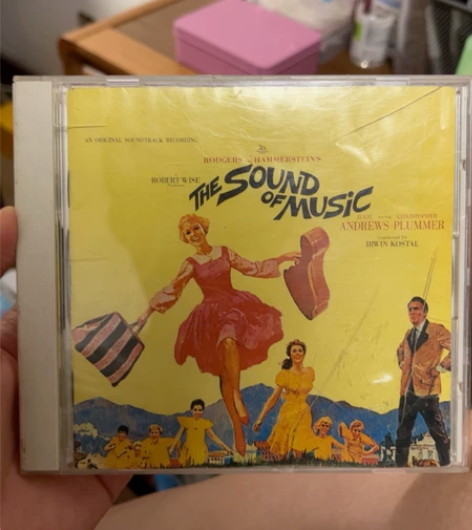 AN ORIGINAL SOUNDTRACK RECORDING
RODGERS HAMMERSTEIN'S
ROBERT WISE
THE SOUND
OF MUSIC
JULIE CHRISTOPHER
ANDREWS PLUMMER
IRWIN KOSTAL